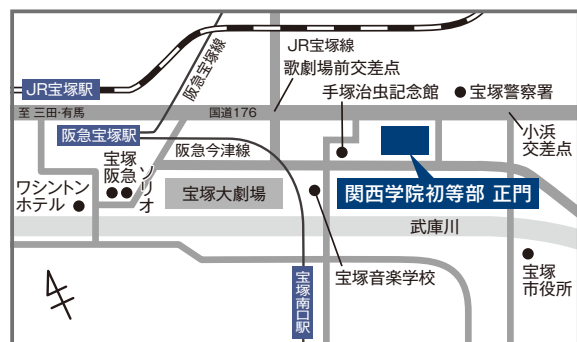 JR宝塚線
歌劇場前交差点
阪急宝塚線
JR宝塚駅
手塚治虫記念館
宝塚警察署
至 三田・有馬
国道176
小浜
交差点
阪急宝塚駅
阪急今津線
宝塚
阪急
ソリオ
ワシントン
ホテル
宝塚大劇場
関西学院初等部 正門
武庫川
宝塚音楽学校
宝塚
市役所
宝塚南口駅